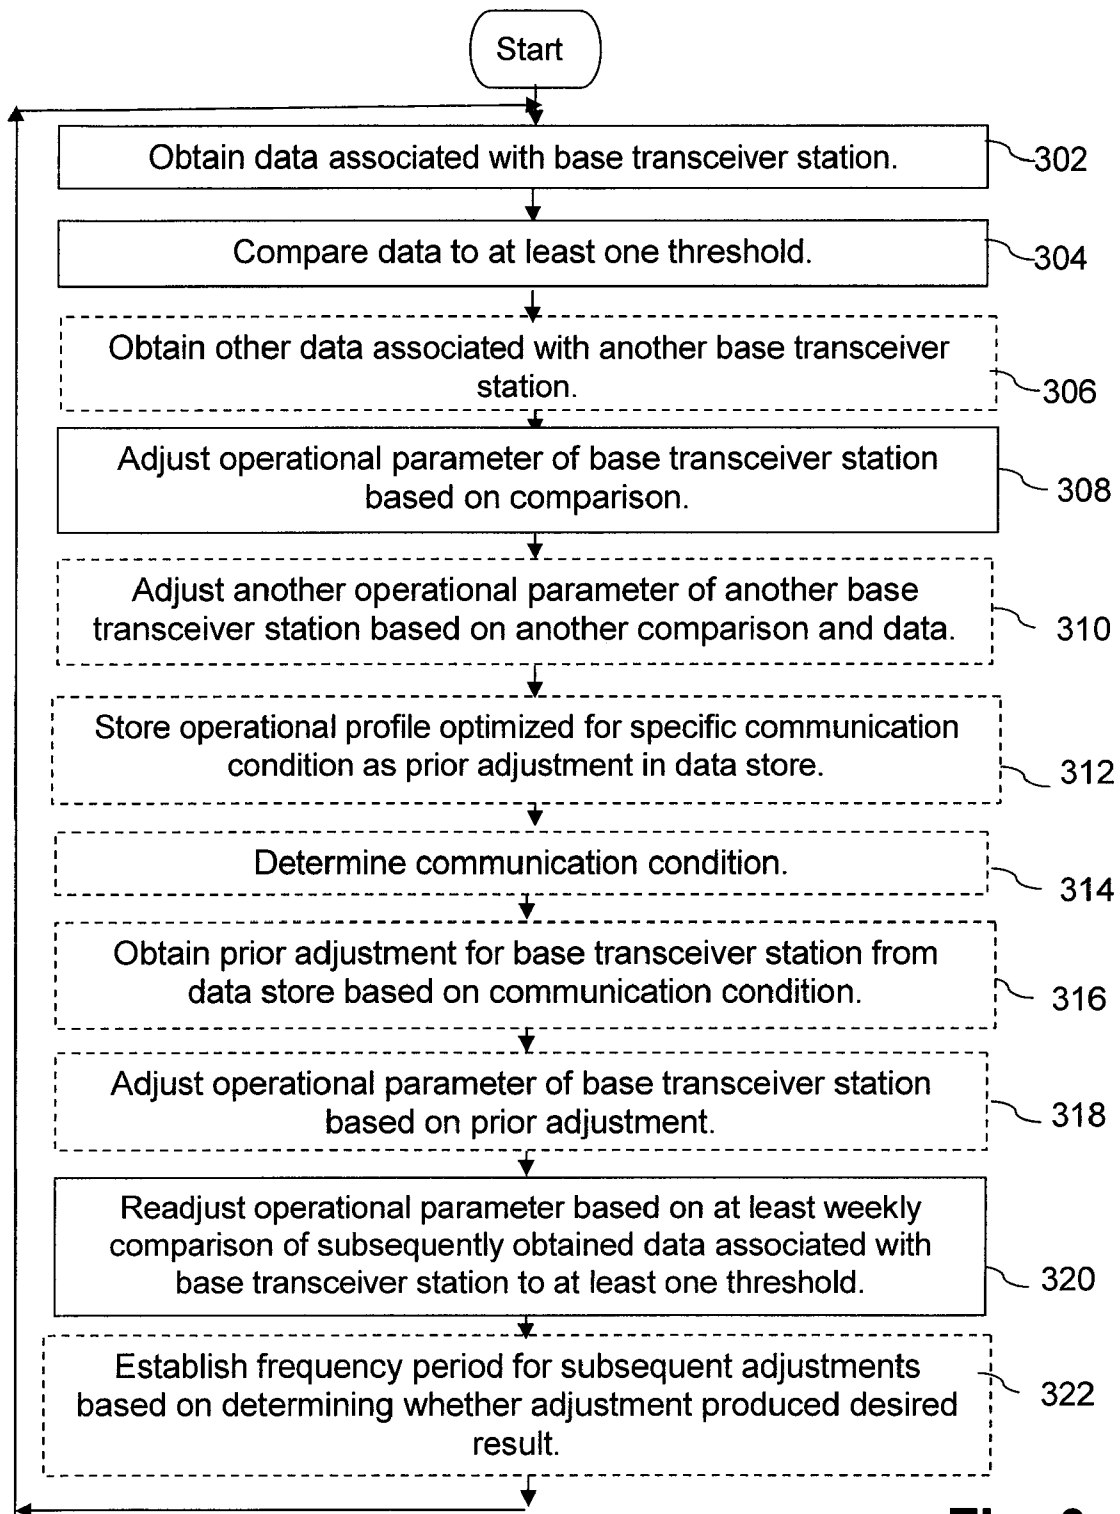 Start
Obtain data associated with base transceiver station.
302
Compare data to at least one threshold.
304
Obtain other data associated with another base transceiver
station.
306
Adjust operational parameter of base transceiver station
based on comparison.
308
Adjust another operational parameter of another base
transceiver station based on another comparison and data.
310
Store operational profile optimized for specific communication
condition as prior adjustment in data store.
312
Determine communication condition.
314
Obtain prior adjustment for base transceiver station from
data store based on communication condition.
316
Adjust operational parameter of base transceiver station
based on prior adjustment.
318
Readjust operational parameter based on at least weekly
comparison of subsequently obtained data associated with
base transceiver station to at least one threshold.
320
Establish frequency period for subsequent adjustments
based on determining whether adjustment produced desired
result.
322